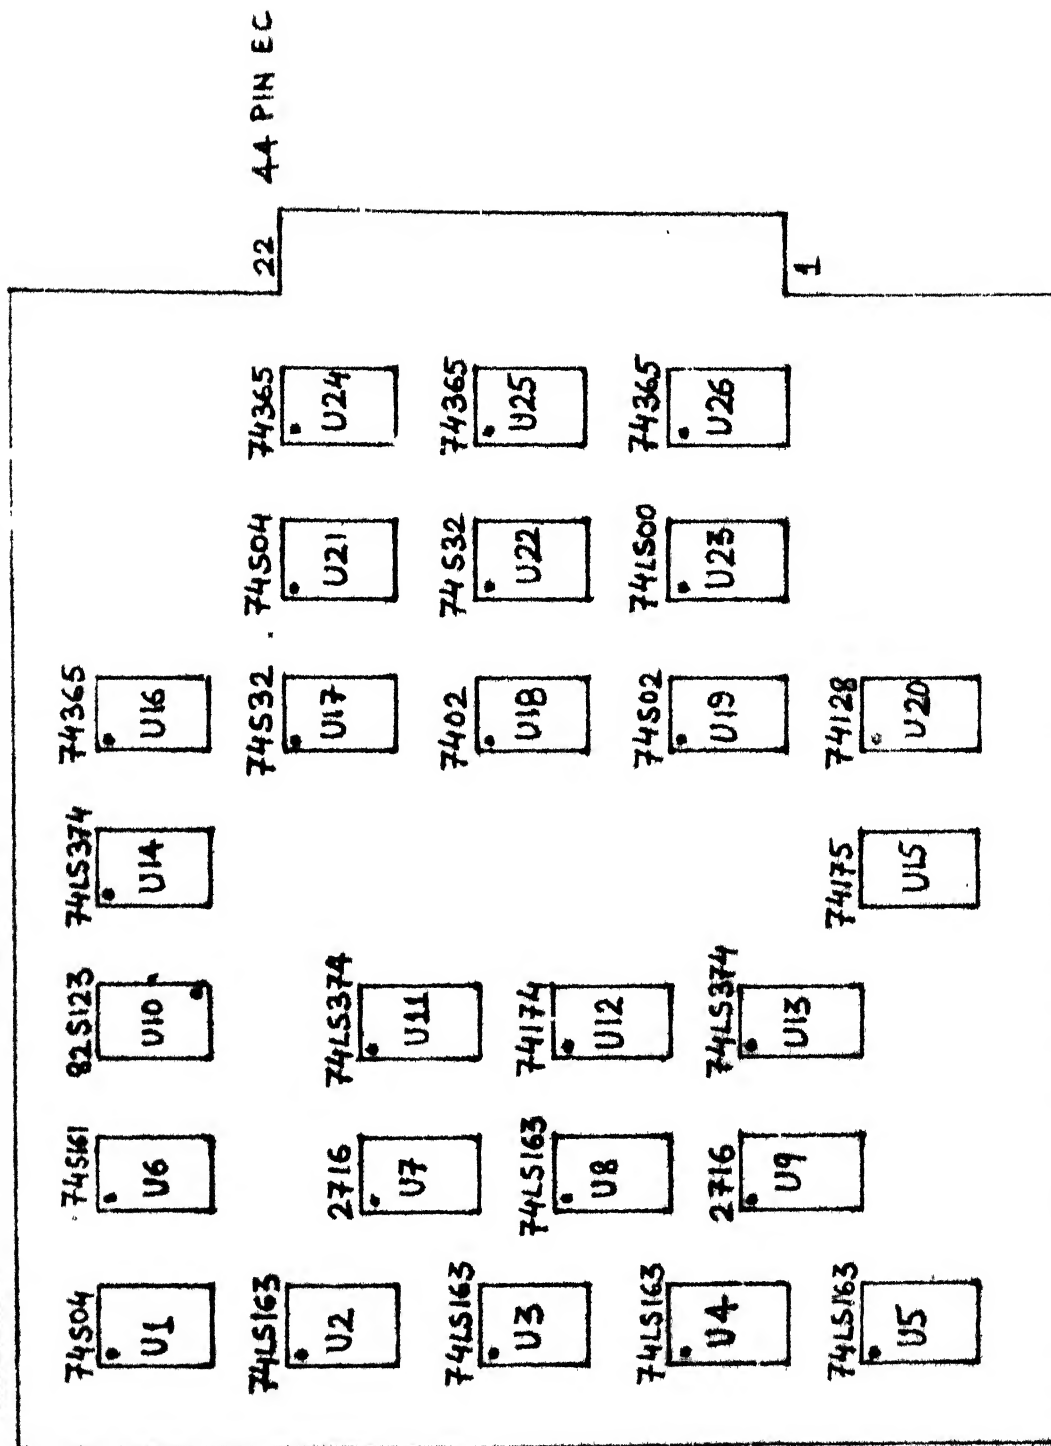 74S04
U1
74S161
U6
82S123
U10
74LS374
U14
74365
U16
74LS163
U2
74S32
U17
74S04
U21
74365
U24
22
44 PIN EC
2716
U7
74LS374
U11
74LS163
U3
74LS163
U8
74174
U12
7402
U18
74S32
U22
74365
U25
74LS163
U4
2716
U9
74LS374
U13
74S02
U19
74LS00
U23
74365
U26
1
74LS163
U5
74175
U15
74128
U20